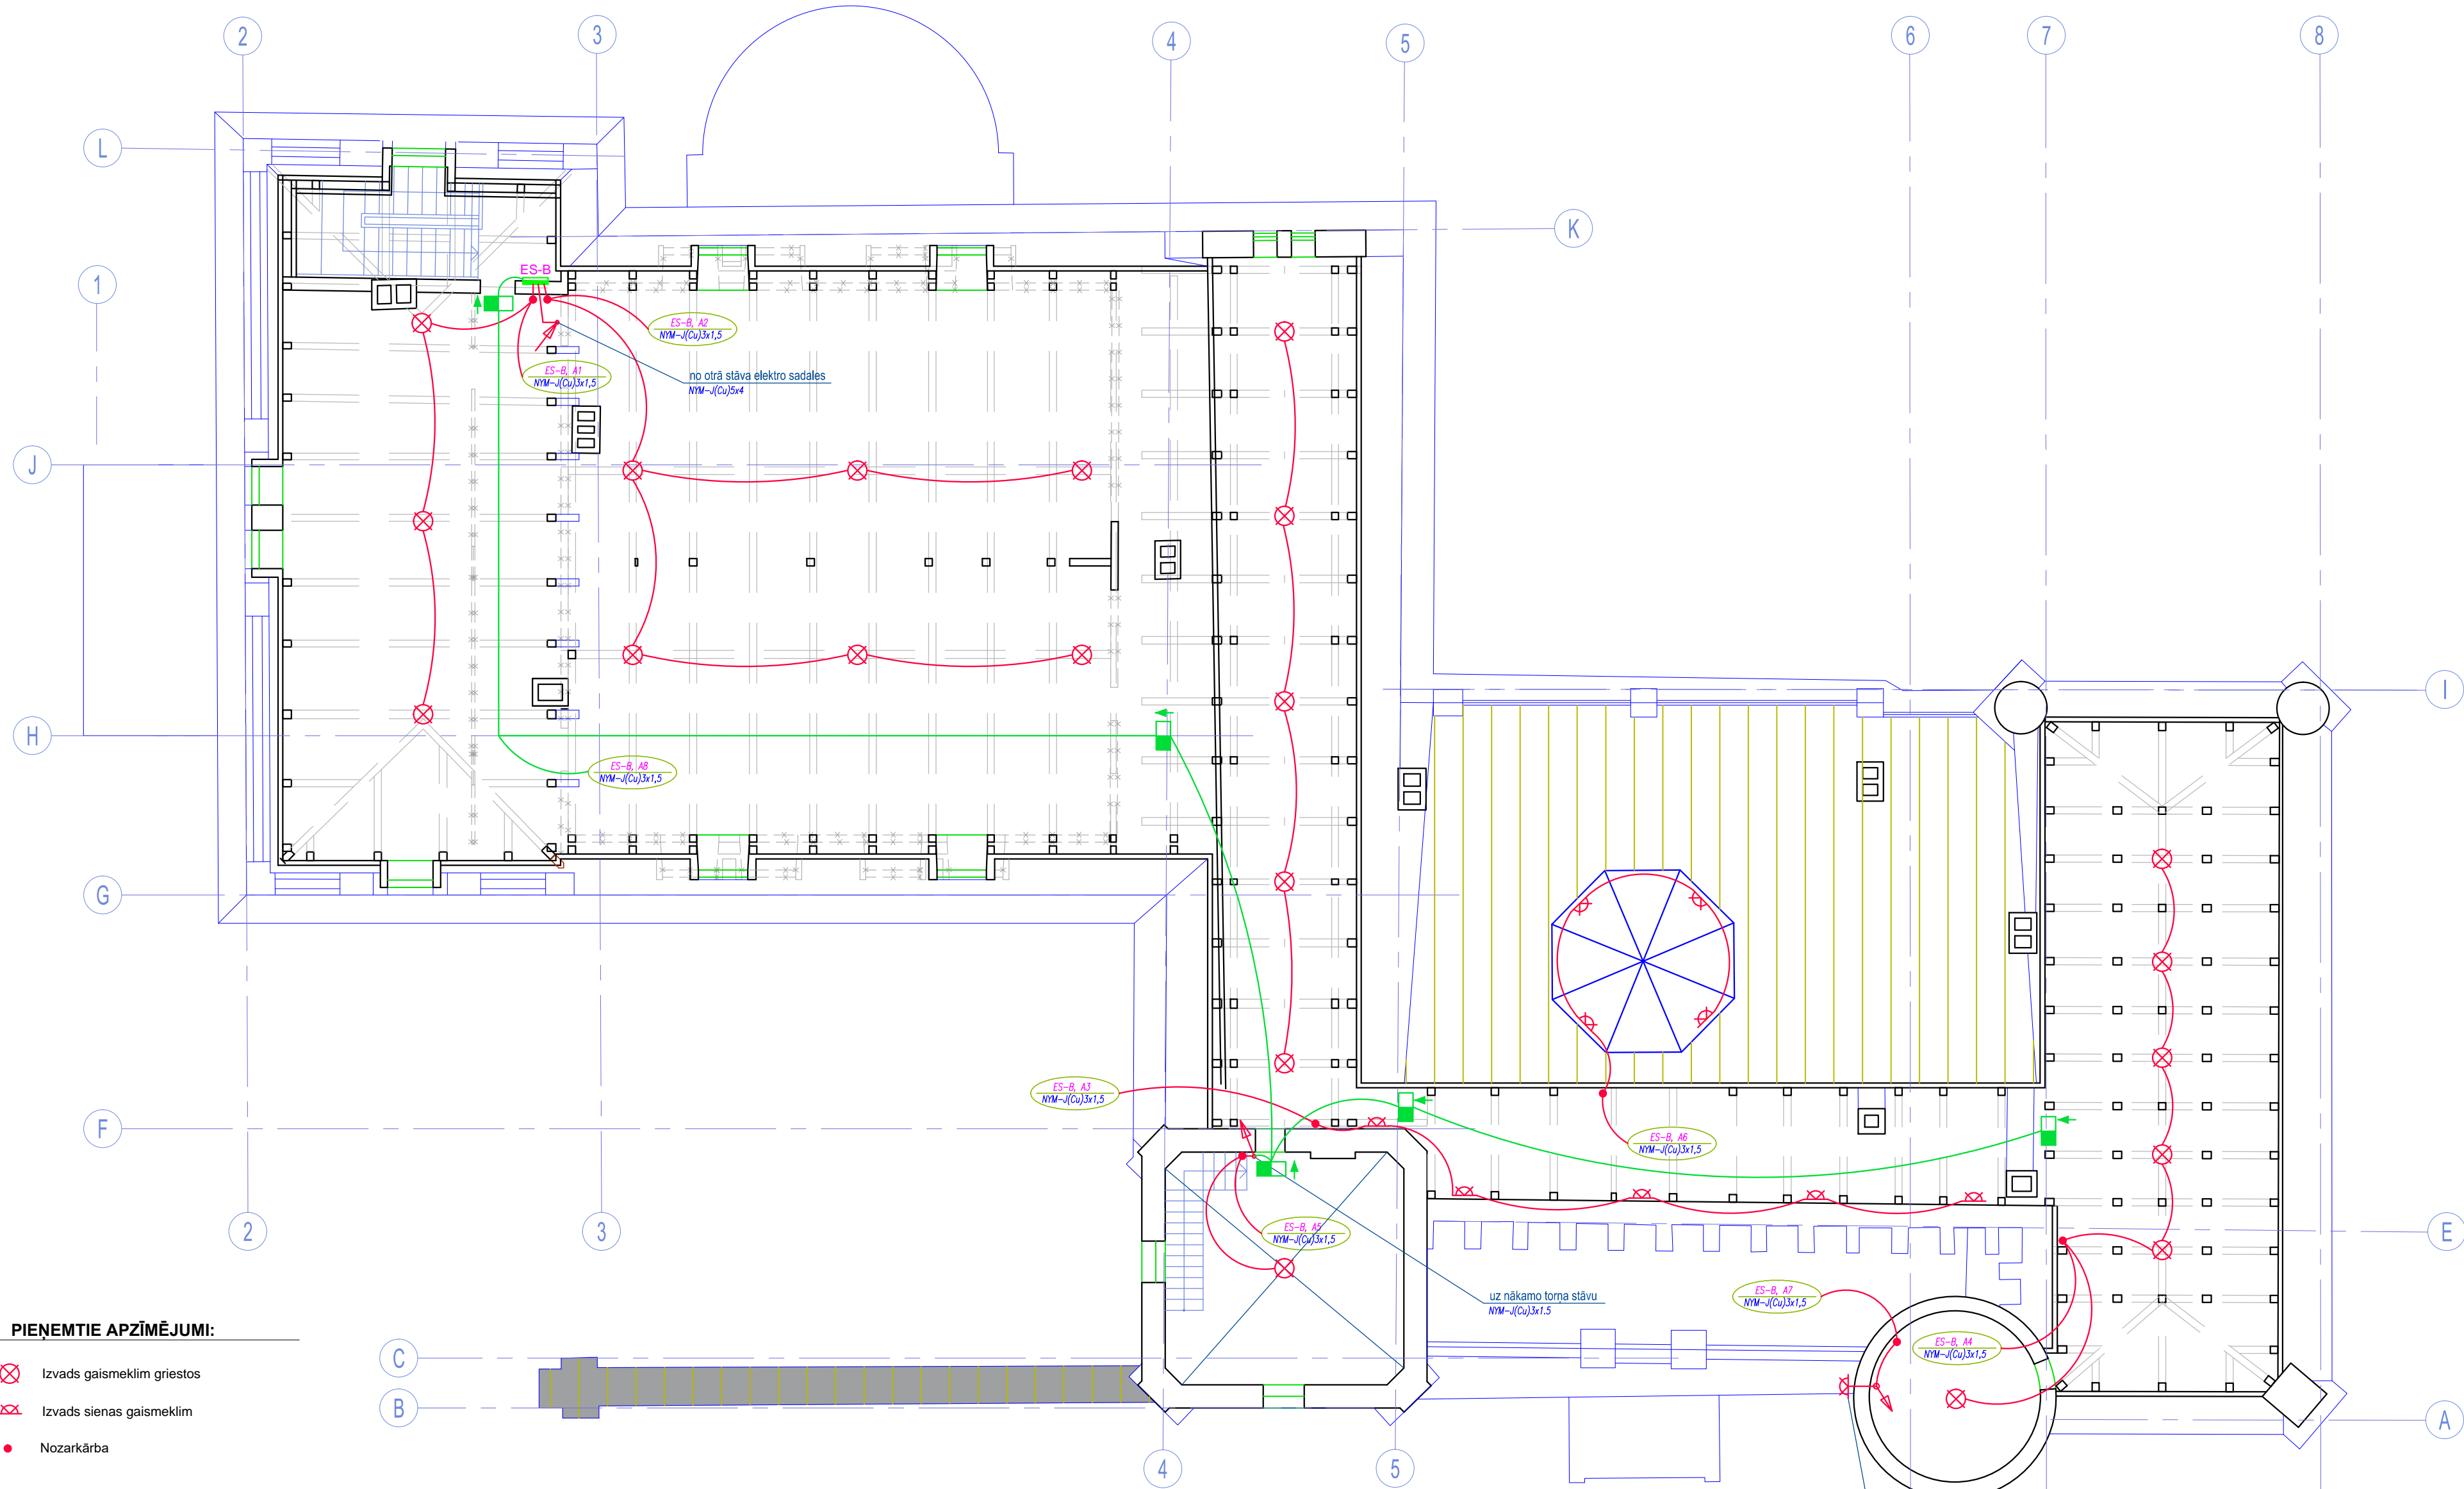 2
3
4
5
6
7
8
L
K
1
ES-B
ES-B, A2
NYM-J(Cu)3x1,5
ES-B, A1
NYM-J(Cu)3x1,5
no otrā stāva elektro sadales
NYM-J(Cu)5x4
J
I
H
ES-B, A8
NYM-J(Cu)3x1,5
G
ES-B, A3
NYM-J(Cu)3x1,5
F
ES-B, A6
NYM-J(Cu)3x1,5
2
3
ES-B, A5
NYM-J(Cu)3x1,5
E
uz nākamo torņa stāvu
NYM-J(Cu)3x1.5
ES-B, A7
NYM-J(Cu)3x1,5
ES-B, A4
NYM-J(Cu)3x1,5
PIEŅEMTIE APZĪMĒJUMI:
Izvads gaismeklim griestos
Izvads sienas gaismeklim
Nozarkārba
C
B
A
4
5